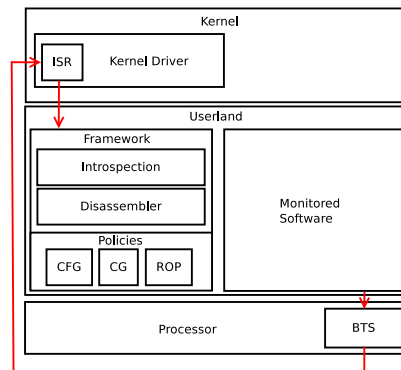 Kernel
ISR
Kernel Driver
Userland
Framework
Introspection
Disassembler
Policies
CFG
CG
ROP
Monitored
Software
Processor
BTS